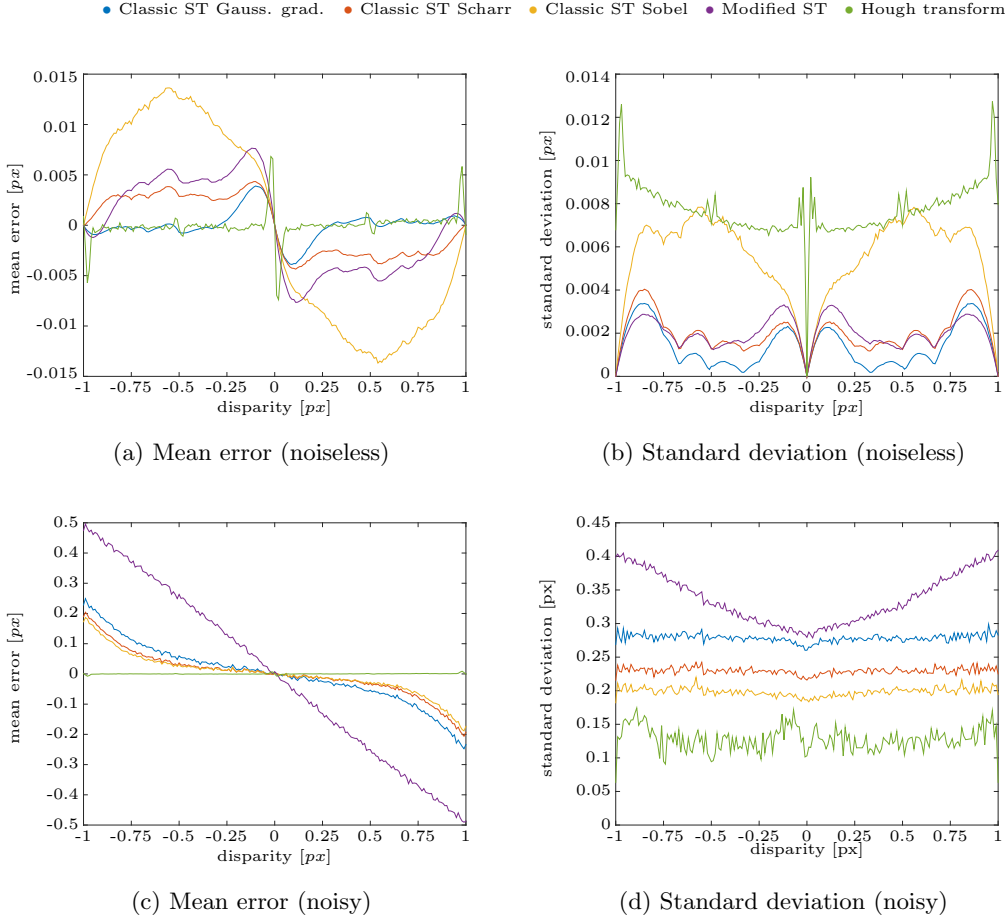 Classic ST Gauss. grad. Classic ST Scharr Classic ST Sobel Modified ST Hough transform
0.015
0.01
0.005
0
-0.005
-0.01
-0.015
mean error [px]
-1 -0.75 -0.5 -0.25 0 0.25 0.5 0.75 1
disparity [px]
(a) Mean error (noiseless)
0.014
0.012
0.01
0.008
0.006
0.004
0.002
0
standard deviation [px]
-1 -0.75 -0.5 -0.25 0 0.25 0.5 0.75 1
disparity [px]
(b) Standard deviation (noiseless)
0.5
0.4
0.3
0.2
0.1
0
-0.1
-0.2
-0.3
-0.4
-0.5
mean error [px]
-1 -0.75 -0.5 -0.25 0 0.25 0.5 0.75 1
disparity [px]
(c) Mean error (noisy)
0.45
0.4
0.35
0.3
0.25
0.2
0.15
0.1
0.05
0
standard deviation [px]
-1 -0.75 -0.5 -0.25 0 0.25 0.5 0.75 1
disparity [px]
(d) Standard deviation (noisy)